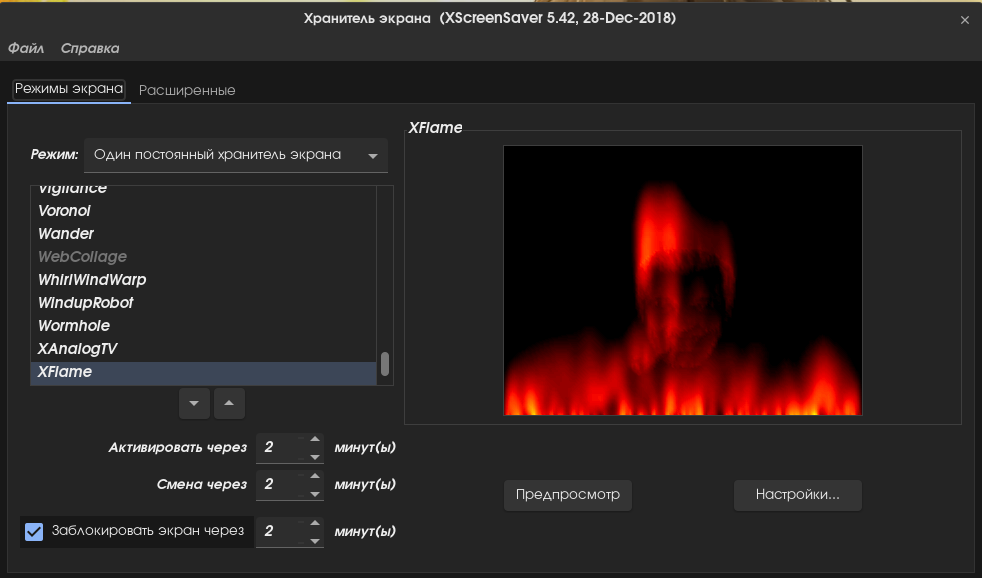 Хранитель экрана (XScreenSaver 5.42, 28-Dec-2018)
Файл Справка
Режимы экрана Расширенные
Режим: Один постоянный хранитель экрана
Vigilance
Voronoi
Wander
WebCollage
WhirlWindWarp
WindupRobot
Wormhole
XAnalogTV
XFlame
Активировать через 2 минут(ы)
Смена через 2 минут(ы)
Заблокировать экран через 2 минут(ы)
XFlame
Предпросмотр Настройки...